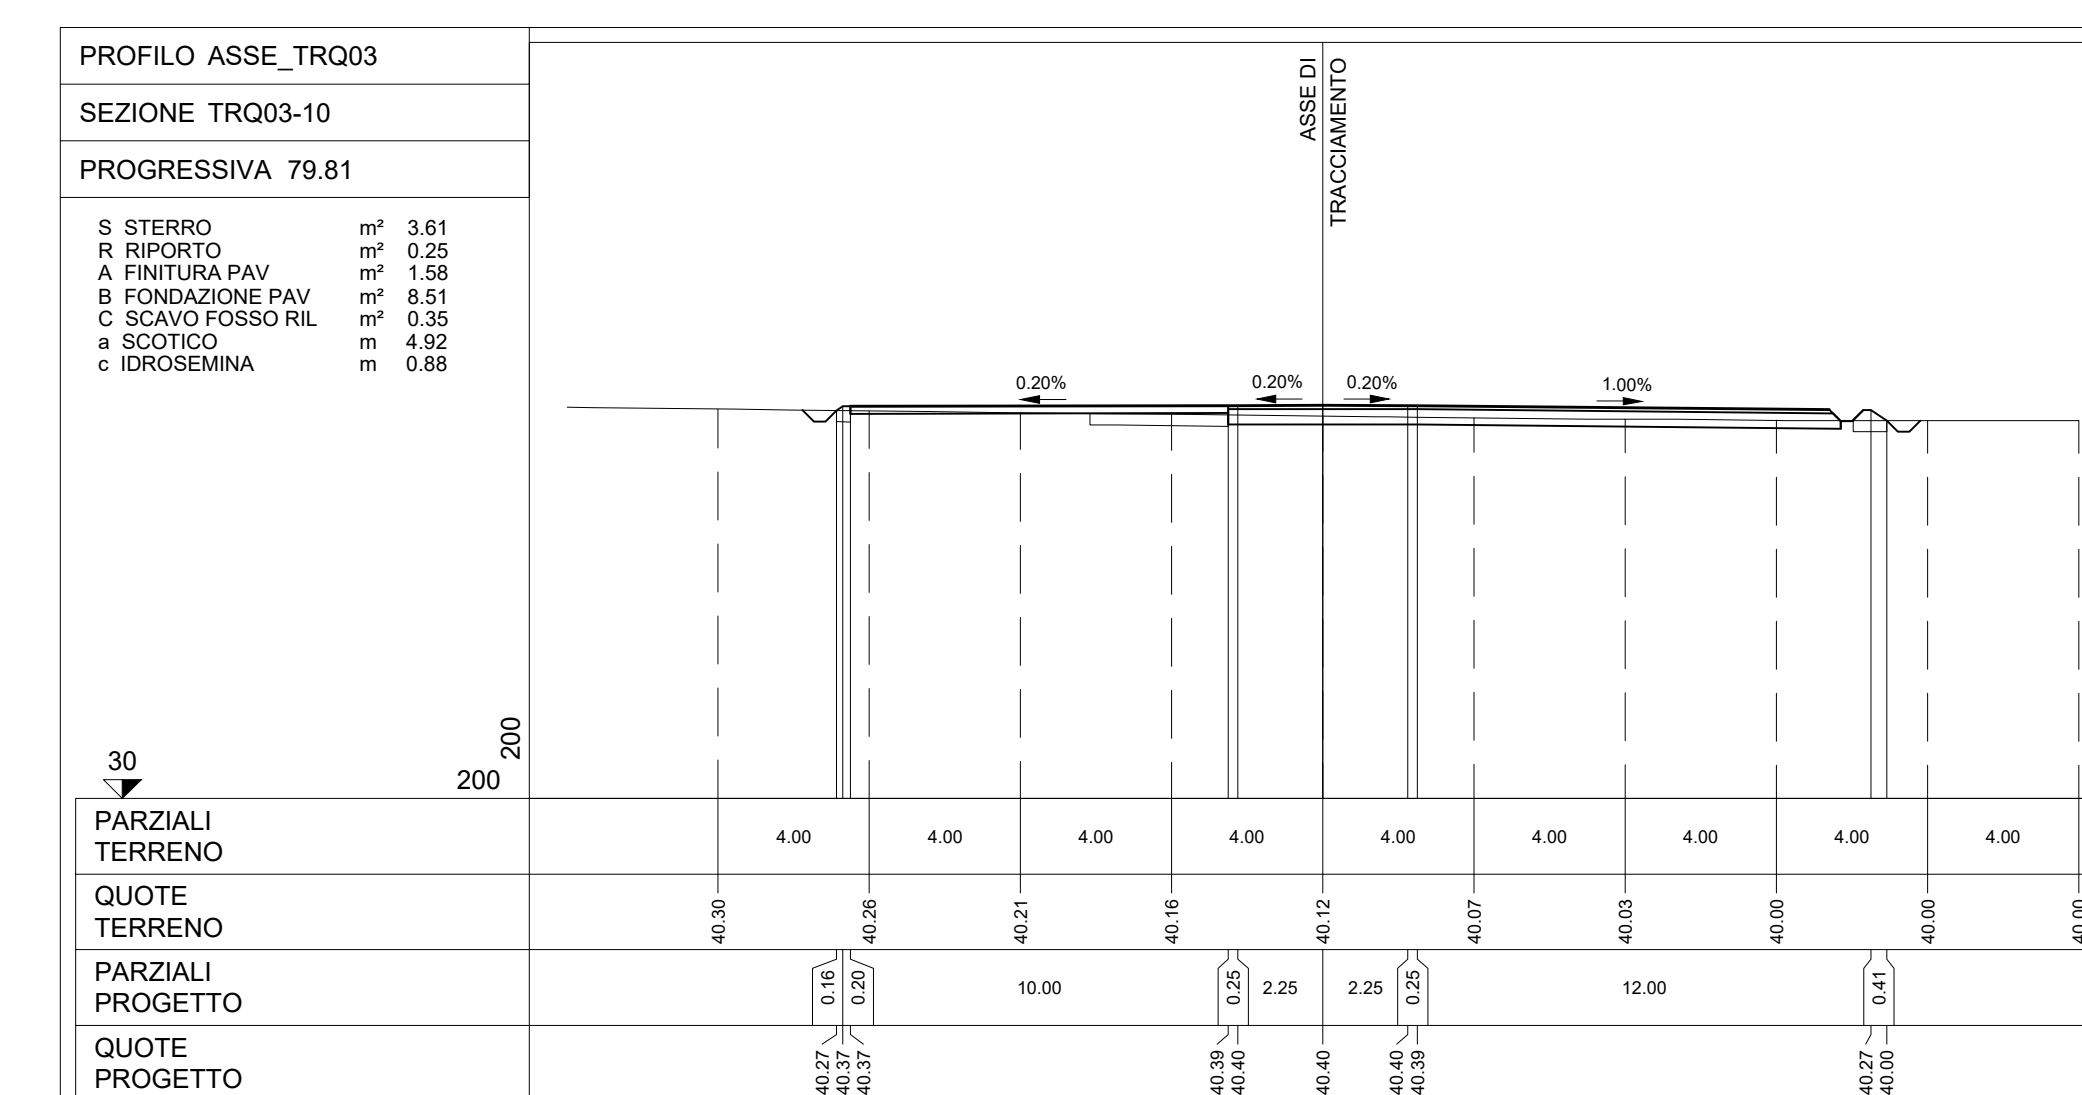 PROFILO ASSE_TRQ03
SEZIONE TRQ03-10
PROGRESSIVA 79.81
S STERRO m² 3.61
R RIPORTO m² 0.25
A FINITURA PAV m² 1.58
B FONDAZIONE PAV m² 8.51
C SCAVO FOSSO RIL m² 0.35
a SCOTICO m 4.92
c IDROSEMINA m 0.88
ASSE DI
TRACCIAMENTO
0.20% 0.20% 0.20% 1.00%
30
200
200
PARZIALI
TERRENO
4.00 4.00 4.00 4.00 4.00 4.00 4.00 4.00 4.00
QUOTE
TERRENO
40.30 40.26 40.21 40.16 40.12 40.07 40.03 40.00 40.00 40.00
PARZIALI
PROGETTO
0.16 0.20 10.00 0.25 2.25 2.25 0.25 12.00 0.41
QUOTE
PROGETTO
40.27 40.37 40.37 40.39 40.40 40.40 40.40 40.39 40.27 40.00